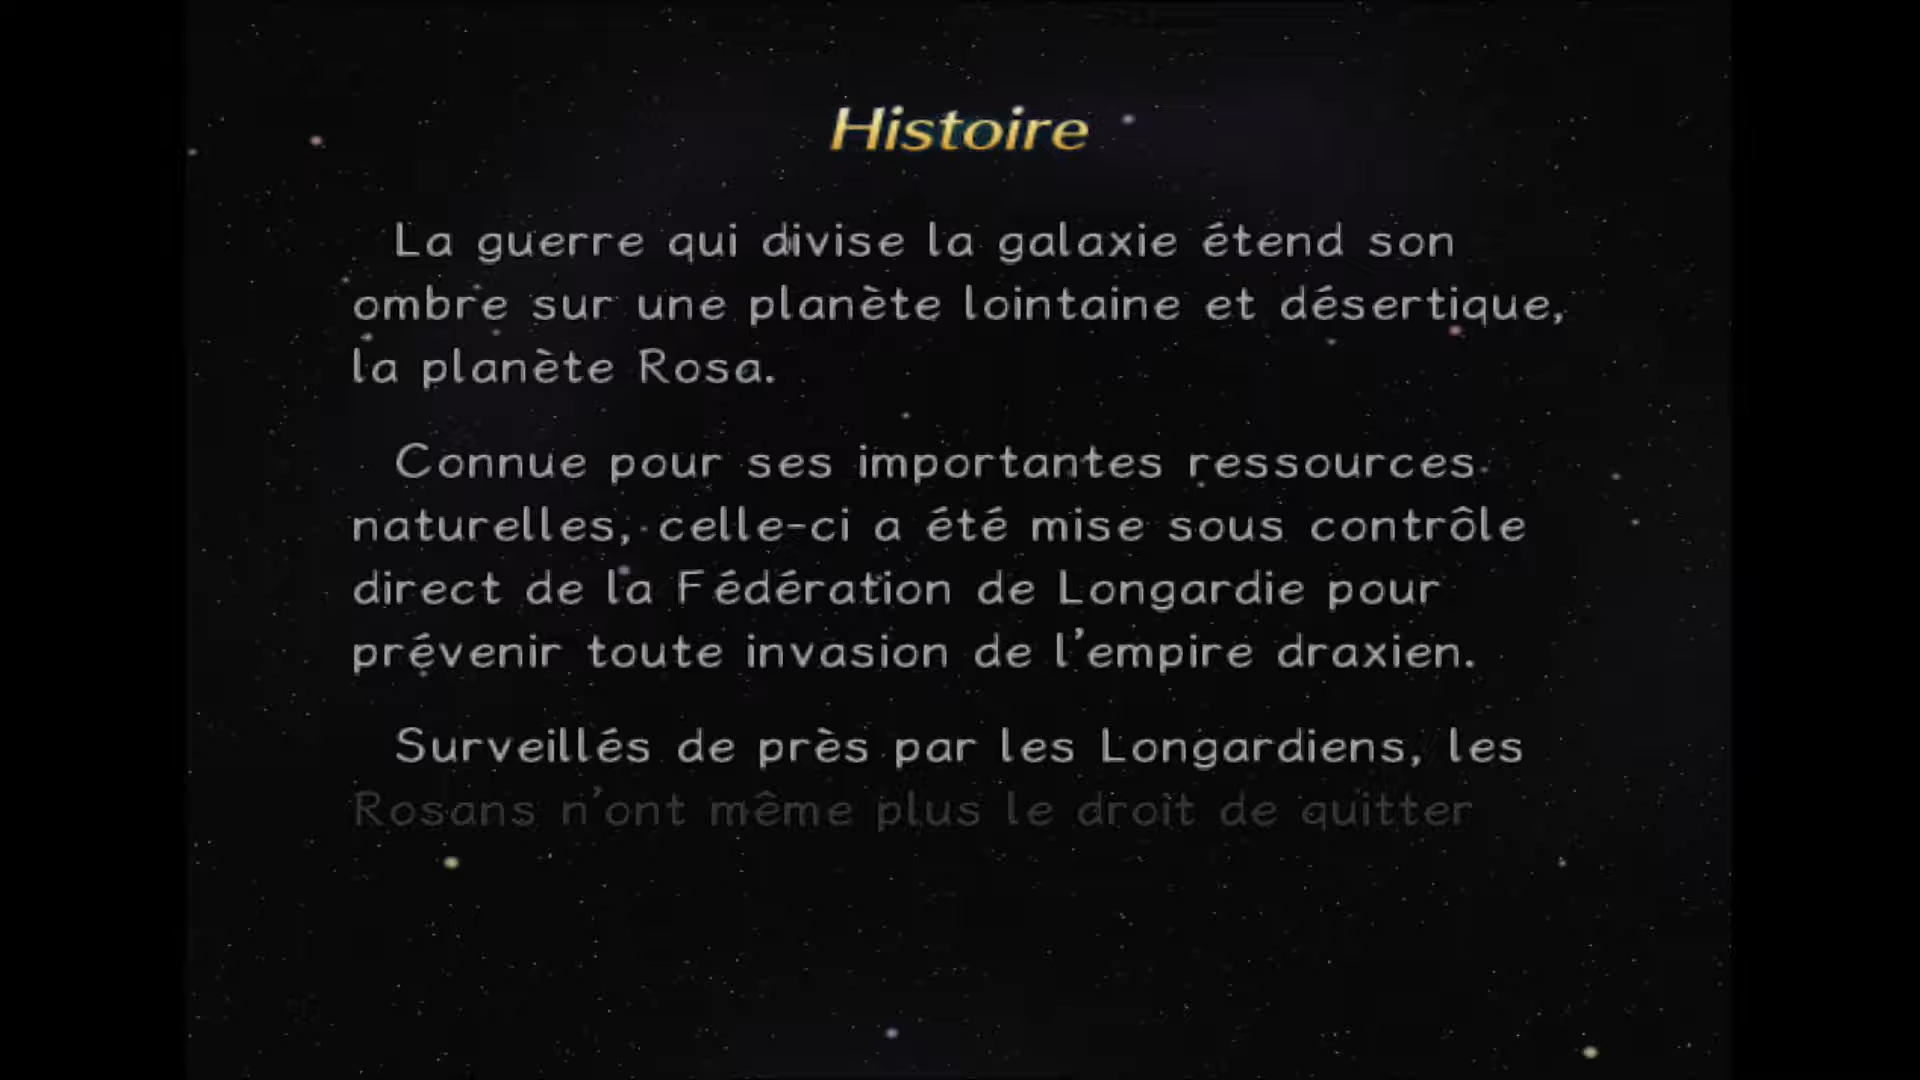 Histoire
La guerre qui divise la galaxie étend son
ombre sur une planète lointaine et désertique,
la planète Rosa.
Connue pour ses importantes ressources
naturelles, celle-ci a été mise sous contrôle
direct de la Fédération de Longardie pour
prévenir toute invasion de l'empire draxien.
Surveillés de près par les Longardiens, les
Rosans n'ont même plus le droit de quitter